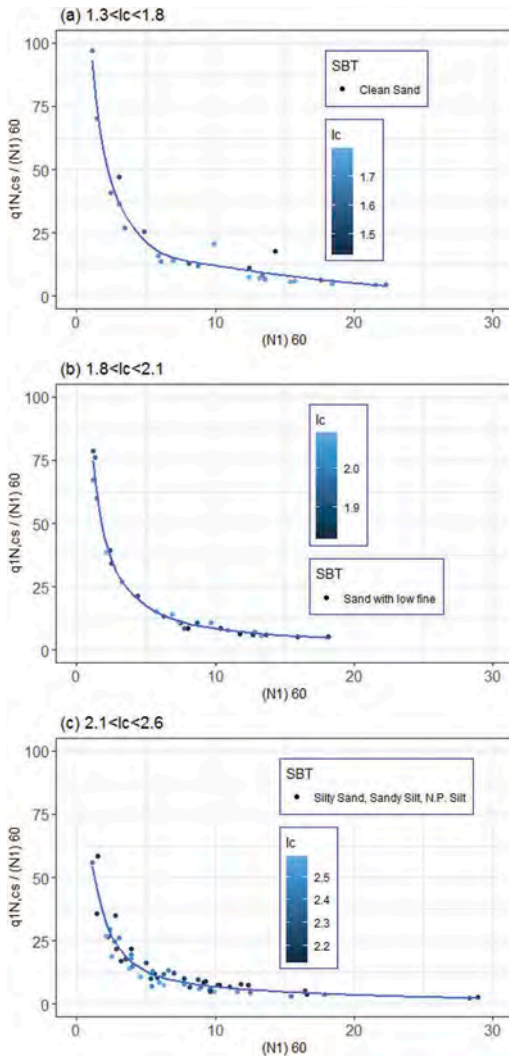 (a) 1.3<Ic<1.8
100
75
50
25
0
q1N,cs / (N1) 60
SBT
Clean Sand
Ic
1.7
1.6
1.5
0
10
20
30
(N1) 60
(b) 1.8<Ic<2.1
100
75
50
25
0
q1N,cs / (N1) 60
Ic
2.0
1.9
SBT
Sand with low fine
0
10
20
30
(N1) 60
(c) 2.1<Ic<2.6
100
75
50
25
0
q1N,cs / (N1) 60
SBT
Silty Sand, Sandy Silt, N.P. Silt
Ic
2.5
2.4
2.3
2.2
0
10
20
30
(N1) 60